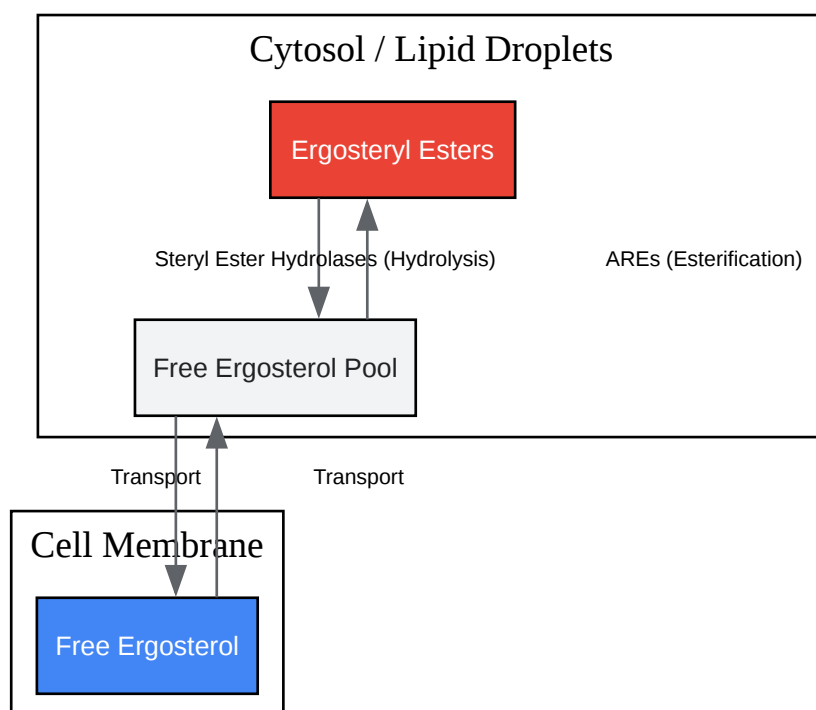 Cytosol / Lipid Droplets
Ergosteryl Esters
Steryl Ester Hydrolases (Hydrolysis)
AREs (Esterification)
Free Ergosterol Pool
Transport
Transport
Cell Membrane
Free Ergosterol